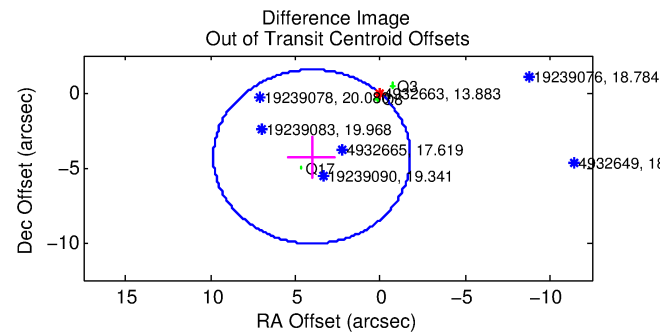 Difference Image
Out of Transit Centroid Offsets
Dec Offset (arcsec)
0
−5
−10
19239076, 18.784
Q3
4932663, 13.883
Q8
19239078, 20.080
19239083, 19.968
4932665, 17.619
4932649, 18
Q17
19239090, 19.341
15
10
5
0
−5
−10
RA Offset (arcsec)